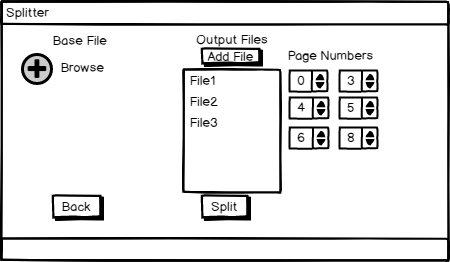 Splitter
Base File
Browse
Output Files
Add File
File1
File2
File3
Page Numbers
0 3
4 5
6 8
Back
Split